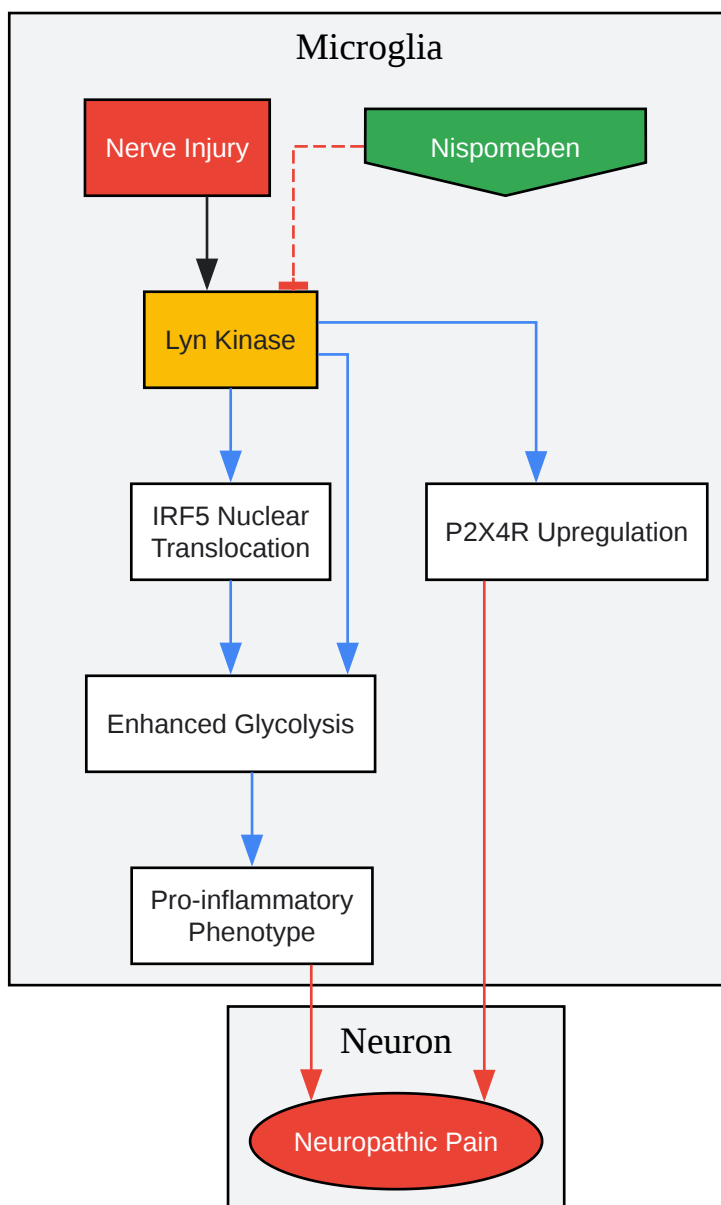 Microglia
Nerve Injury
Nispomeben
Lyn Kinase
IRF5 Nuclear
Translocation
P2X4R Upregulation
Enhanced Glycolysis
Pro-inflammatory
Phenotype
Neuron
Neuropathic Pain